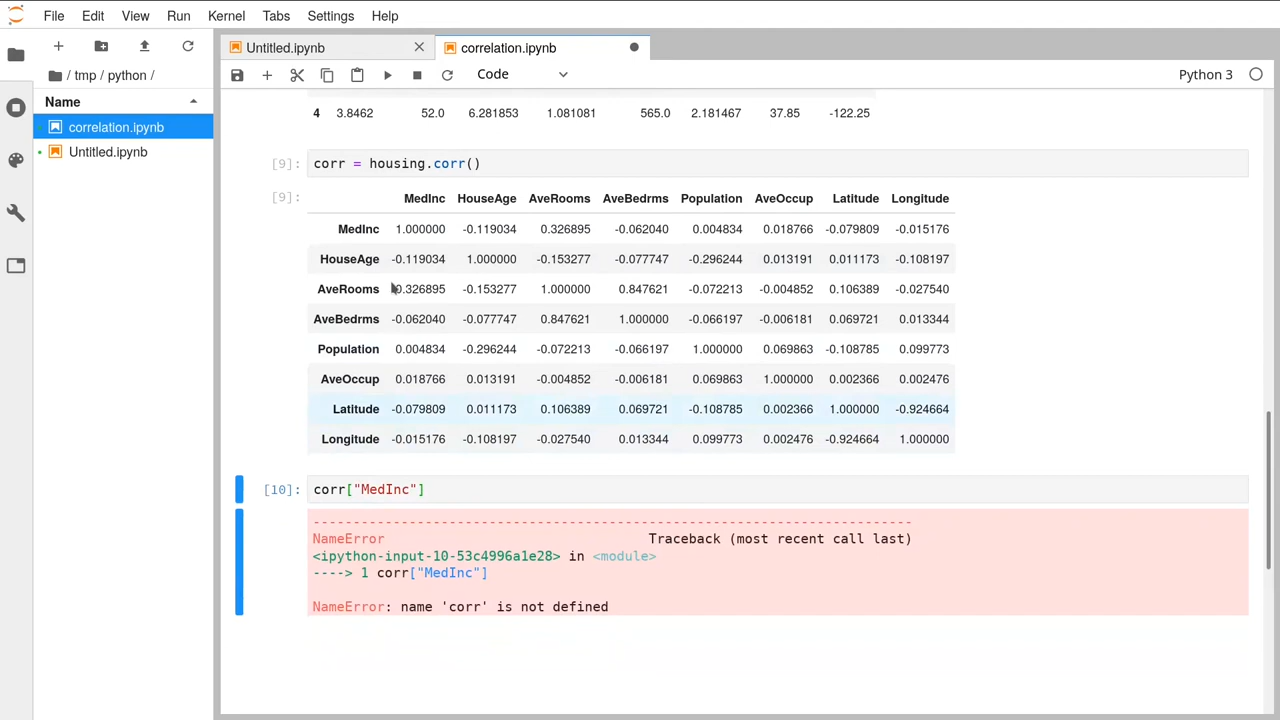 File Edit View Run Kernel Tabs Settings Help
/ tmp / python /
Name
correlation.ipynb
Untitled.ipynb
Untitled.ipynb
correlation.ipynb
Code
Python 3
4 3.8462 52.0 6.281853 1.081081 565.0 2.181467 37.85 -122.25
[9]: corr = housing.corr()
[9]: MedInc HouseAge AveRooms AveBedrms Population AveOccup Latitude Longitude
MedInc 1.000000 -0.119034 0.326895 -0.062040 0.004834 0.018766 -0.079809 -0.015176
HouseAge -0.119034 1.000000 -0.153277 -0.077747 -0.296244 0.013191 0.011173 -0.108197
AveRooms 0.326895 -0.153277 1.000000 0.847621 -0.072213 -0.004852 0.106389 -0.027540
AveBedrms -0.062040 -0.077747 0.847621 1.000000 -0.066197 -0.006181 0.069721 0.013344
Population 0.004834 -0.296244 -0.072213 -0.066197 1.000000 0.069863 -0.108785 0.099773
AveOccup 0.018766 0.013191 -0.004852 -0.006181 0.069863 1.000000 0.002366 0.002476
Latitude -0.079809 0.011173 0.106389 0.069721 -0.108785 0.002366 1.000000 -0.924664
Longitude -0.015176 -0.108197 -0.027540 0.013344 0.099773 0.002476 -0.924664 1.000000
[10]: corr["MedInc"]
---------------------------------------------------------------------------
NameError Traceback (most recent call last)
<ipython-input-10-53c4996a1e28> in <module>
----> 1 corr["MedInc"]
NameError: name 'corr' is not defined